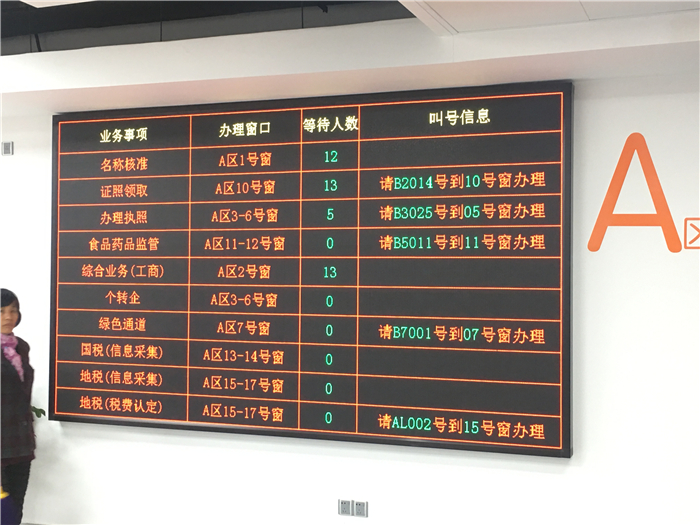 业务事项 办理窗口 等待人数 叫号信息
名称核准 A区1号窗 12
证照领取 A区10号窗 13 请B2014号到10号窗办理
办理执照 A区3-6号窗 5 请B3025号到05号窗办理
食品药品监管 A区11-12号窗 0 请B5011号到11号窗办理
综合业务(工商) A区2号窗 13
个转企 A区3-6号窗 0
绿色通道 A区7号窗 0 请B7001号到07号窗办理
国税(信息采集) A区13-14号窗 0
地税(信息采集) A区15-17号窗 0
地税(税费认定) A区15-17号窗 0 请AL002号到15号窗办理
A区